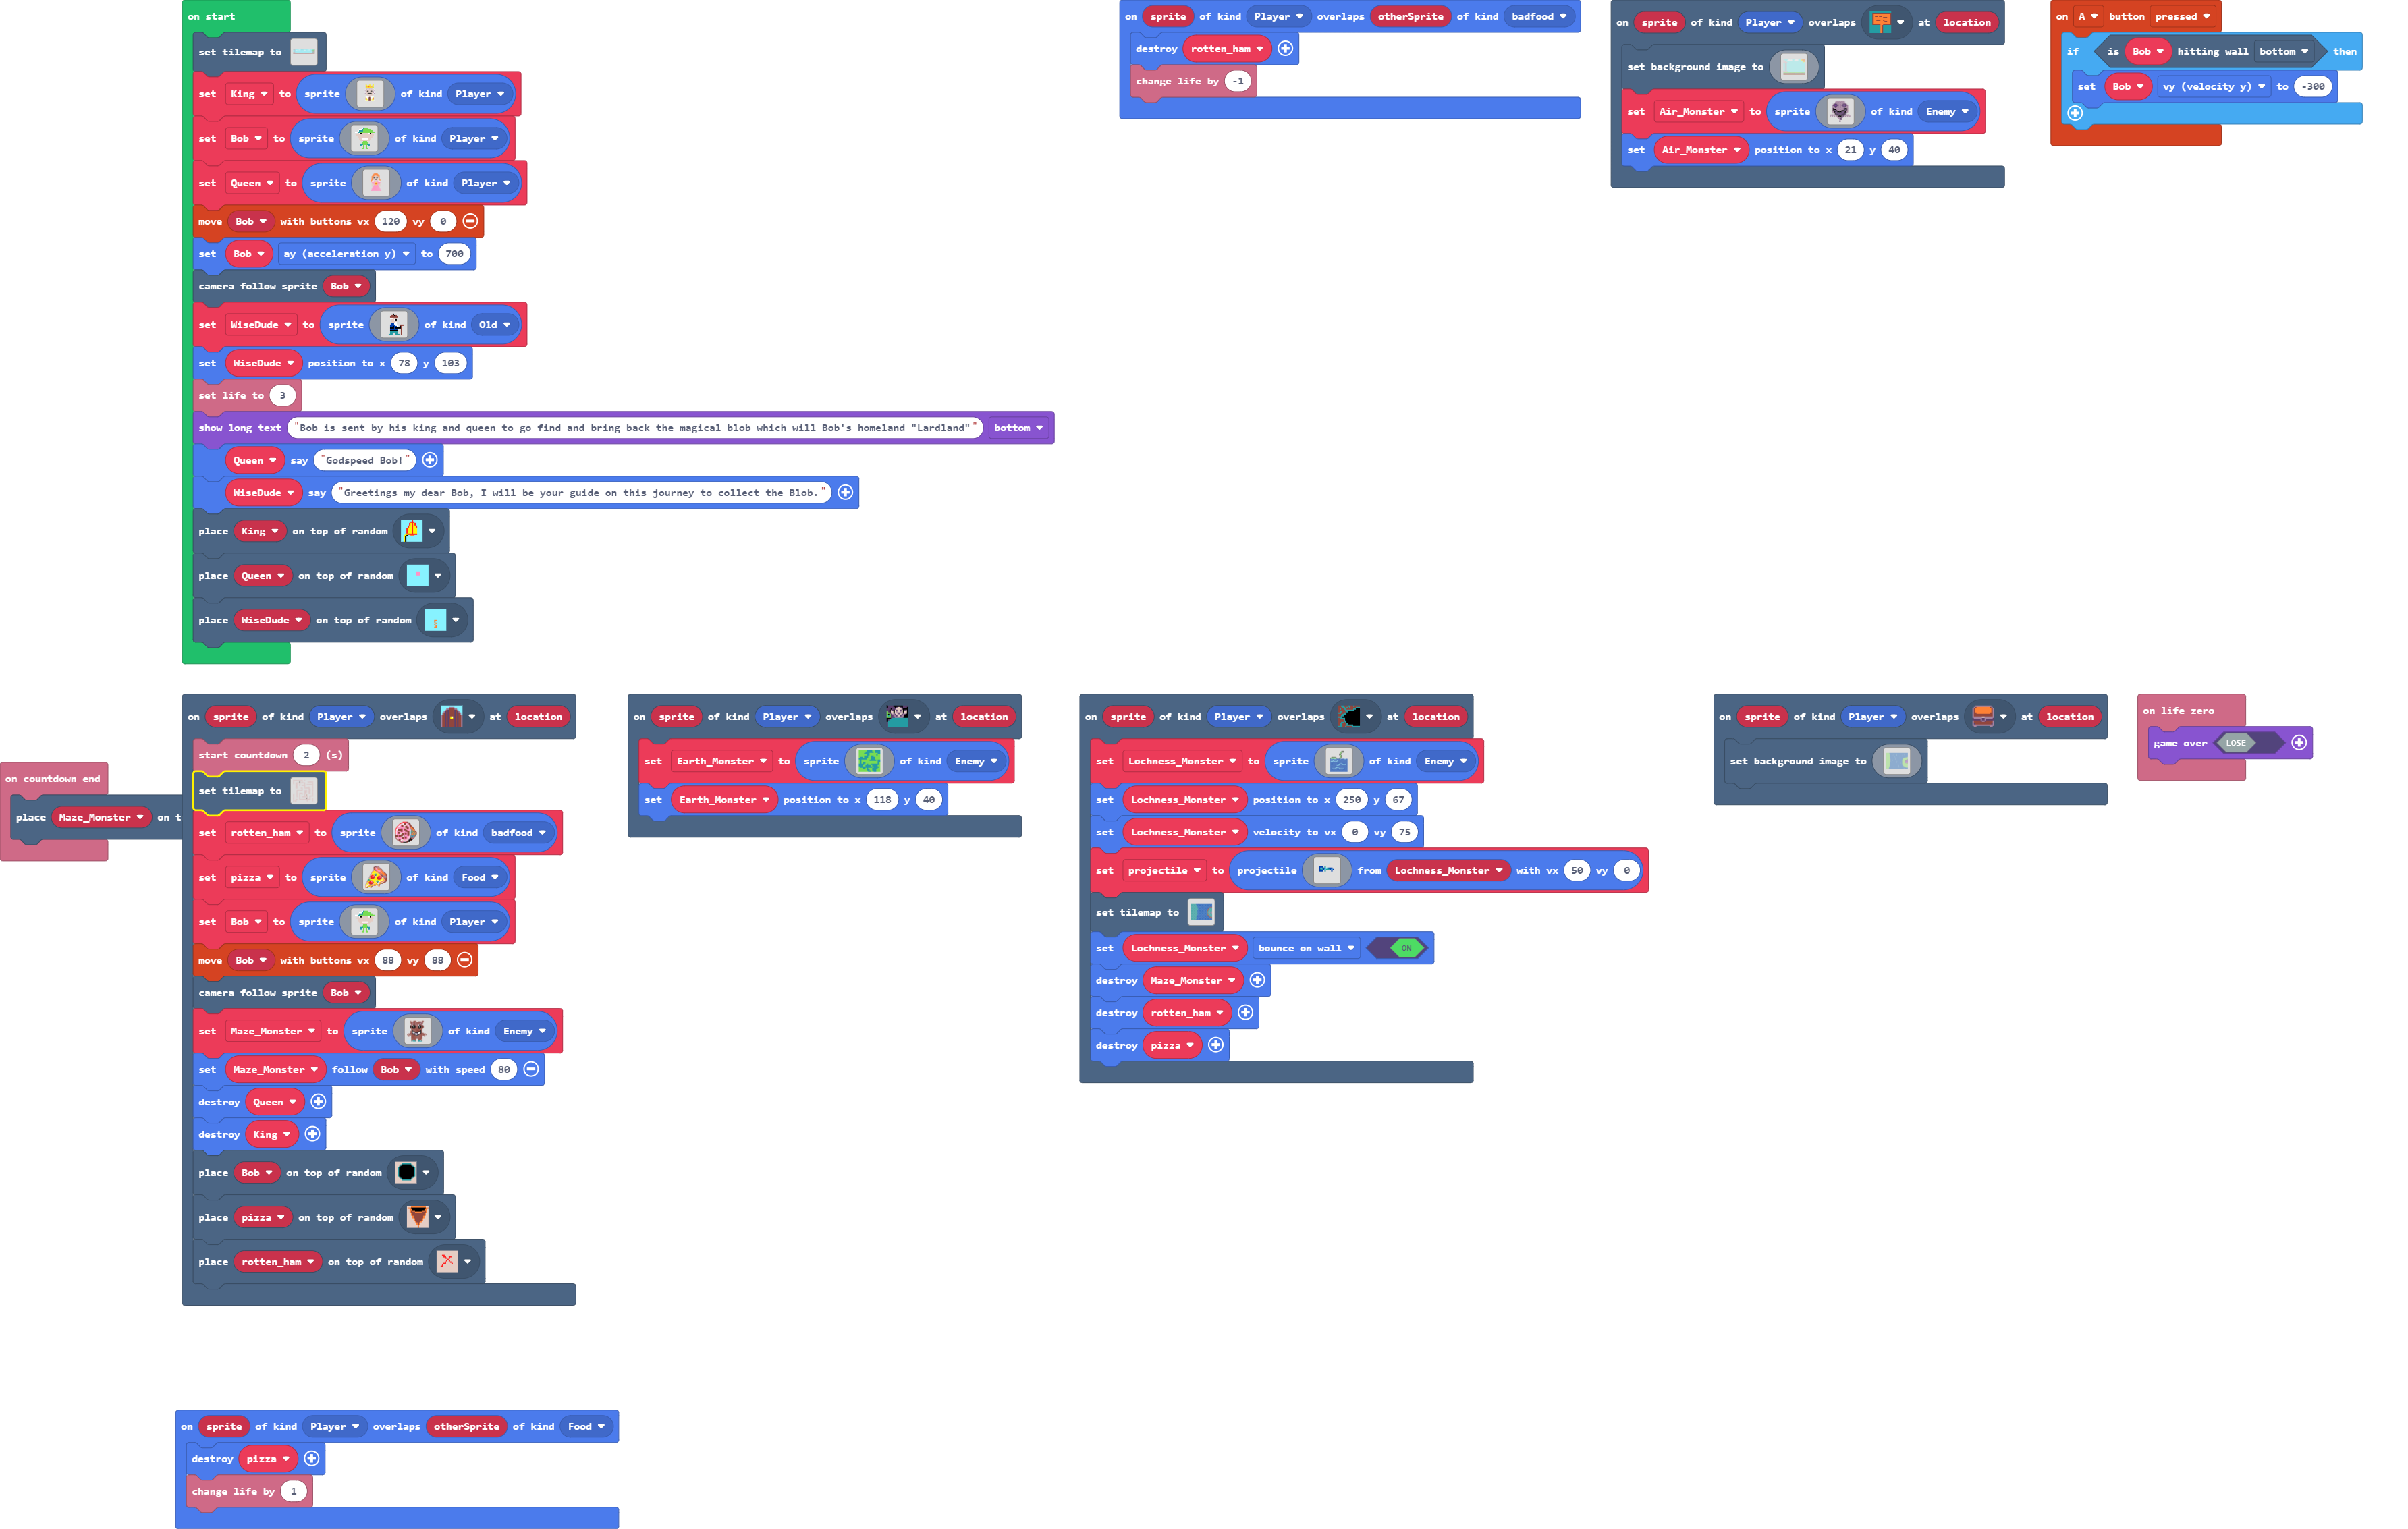 on start
set tilemap to
set King to sprite of kind Player
set Bob to sprite of kind Player
set Queen to sprite of kind Player
move Bob with buttons vx 120 vy 0
set Bob ay (acceleration y) to 700
camera follow sprite Bob
set WiseDude to sprite of kind Old
set WiseDude position to x 78 y 103
set life to 3
show long text "Bob is sent by his king and queen to go find and bring back the magical blob which will Bob's homeland "Lardland"" bottom
Queen say "Godspeed Bob!"
WiseDude say "Greetings my dear Bob, I will be your guide on this journey to collect the Blob."
place King on top of random
place Queen on top of random
place WiseDude on top of random
on sprite of kind Player overlaps otherSprite of kind badfood
destroy rotten_ham
change life by -1
on sprite of kind Player overlaps at location
set background image to
set Air_Monster to sprite of kind Enemy
set Air_Monster position to x 21 y 40
on A button pressed
if is Bob hitting wall bottom then
set Bob vy (velocity y) to -300
on countdown end
place Maze_Monster on t
on sprite of kind Player overlaps at location
start countdown 2 (s)
set tilemap to
set rotten_ham to sprite of kind badfood
set pizza to sprite of kind Food
set Bob to sprite of kind Player
move Bob with buttons vx 88 vy 88
camera follow sprite Bob
set Maze_Monster to sprite of kind Enemy
set Maze_Monster follow Bob with speed 80
destroy Queen
destroy King
place Bob on top of random
place pizza on top of random
place rotten_ham on top of random
on sprite of kind Player overlaps at location
set Earth_Monster to sprite of kind Enemy
set Earth_Monster position to x 118 y 40
on sprite of kind Player overlaps at location
set Lochness_Monster to sprite of kind Enemy
set Lochness_Monster position to x 250 y 67
set Lochness_Monster velocity to vx 0 vy 75
set projectile to projectile from Lochness_Monster with vx 50 vy 0
set tilemap to
set Lochness_Monster bounce on wall ON
destroy Maze_Monster
destroy rotten_ham
destroy pizza
on sprite of kind Player overlaps at location
set background image to
on life zero
game over LOSE
on sprite of kind Player overlaps otherSprite of kind Food
destroy pizza
change life by 1